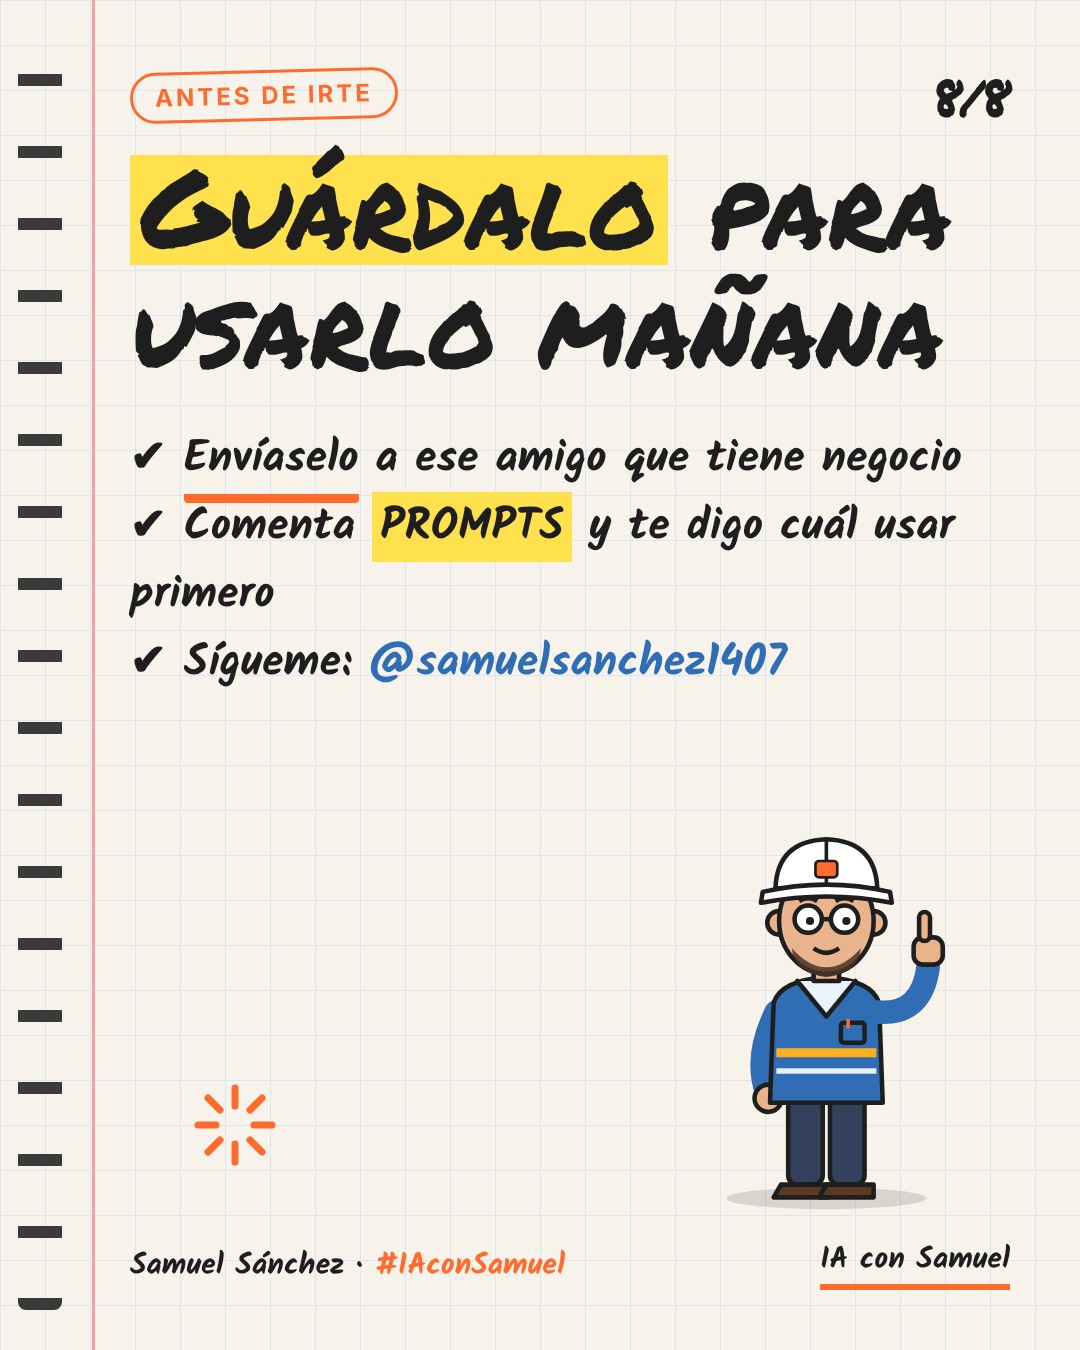 ANTES DE IRTE
8/8
GUÁRDALO PARA
USARLO MAÑANA
✔ Envíaselo a ese amigo que tiene negocio
✔ Comenta PROMPTS y te digo cuál usar
primero
✔ Sígueme: @samuelsanchez1407
Samuel Sánchez · #IAconSamuel
IA con Samuel